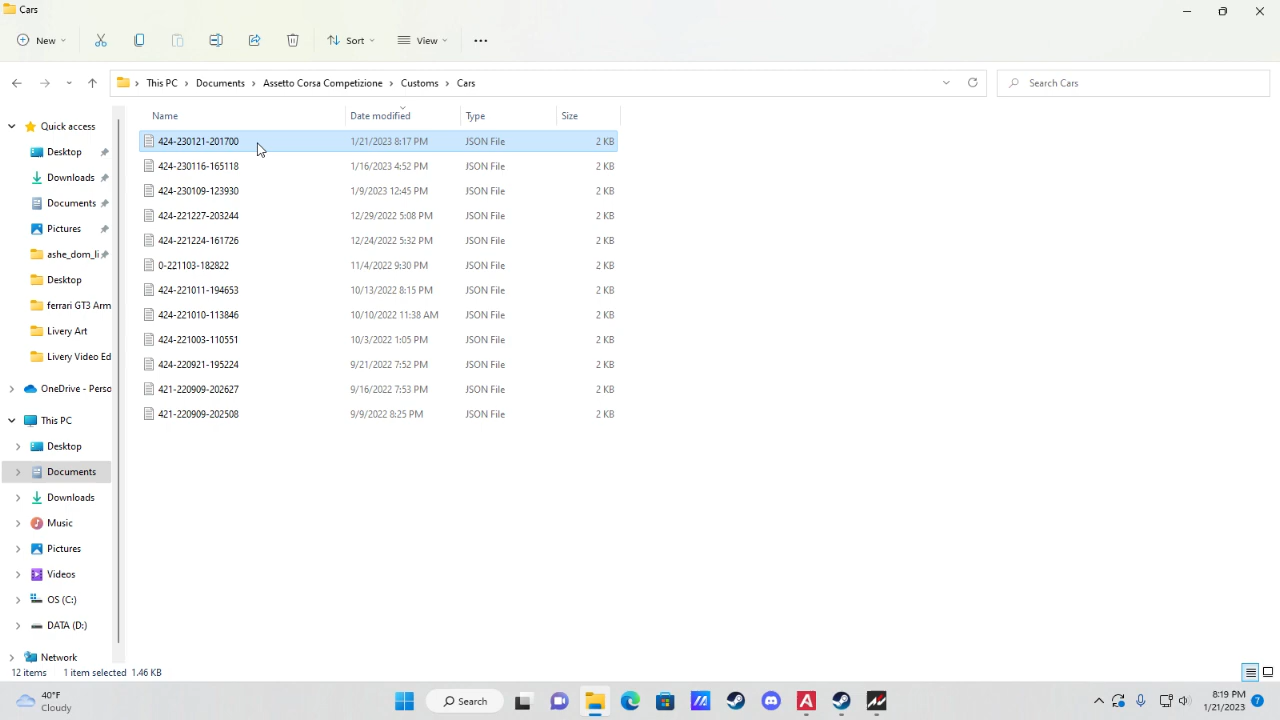 Cars
New
Sort
View
This PC > Documents > Assetto Corsa Competizione > Customs > Cars
Search Cars
Name Date modified Type Size
424-230121-201700 1/21/2023 8:17 PM JSON File 2 KB
424-230116-165118 1/16/2023 4:52 PM JSON File 2 KB
424-230109-123930 1/9/2023 12:45 PM JSON File 2 KB
424-221227-203244 12/29/2022 5:08 PM JSON File 2 KB
424-221224-161726 12/24/2022 5:32 PM JSON File 2 KB
0-221103-182822 11/4/2022 9:30 PM JSON File 2 KB
424-221011-194653 10/13/2022 8:15 PM JSON File 2 KB
424-221010-113846 10/10/2022 11:38 AM JSON File 2 KB
424-221003-110551 10/3/2022 1:05 PM JSON File 2 KB
424-220921-195224 9/21/2022 7:52 PM JSON File 2 KB
421-220909-202627 9/16/2022 7:53 PM JSON File 2 KB
421-220909-202508 9/9/2022 8:25 PM JSON File 2 KB
Quick access
Desktop
Downloads
Documents
Pictures
ashe_dom_li
Desktop
ferrari GT3 Arm
Livery Art
Livery Video Ed
OneDrive - Perso
This PC
Desktop
Documents
Downloads
Music
Pictures
Videos
OS (C:)
DATA (D:)
Network
12 items 1 item selected 1.46 KB
40°F
Cloudy
Search
8:19 PM
1/21/2023
7